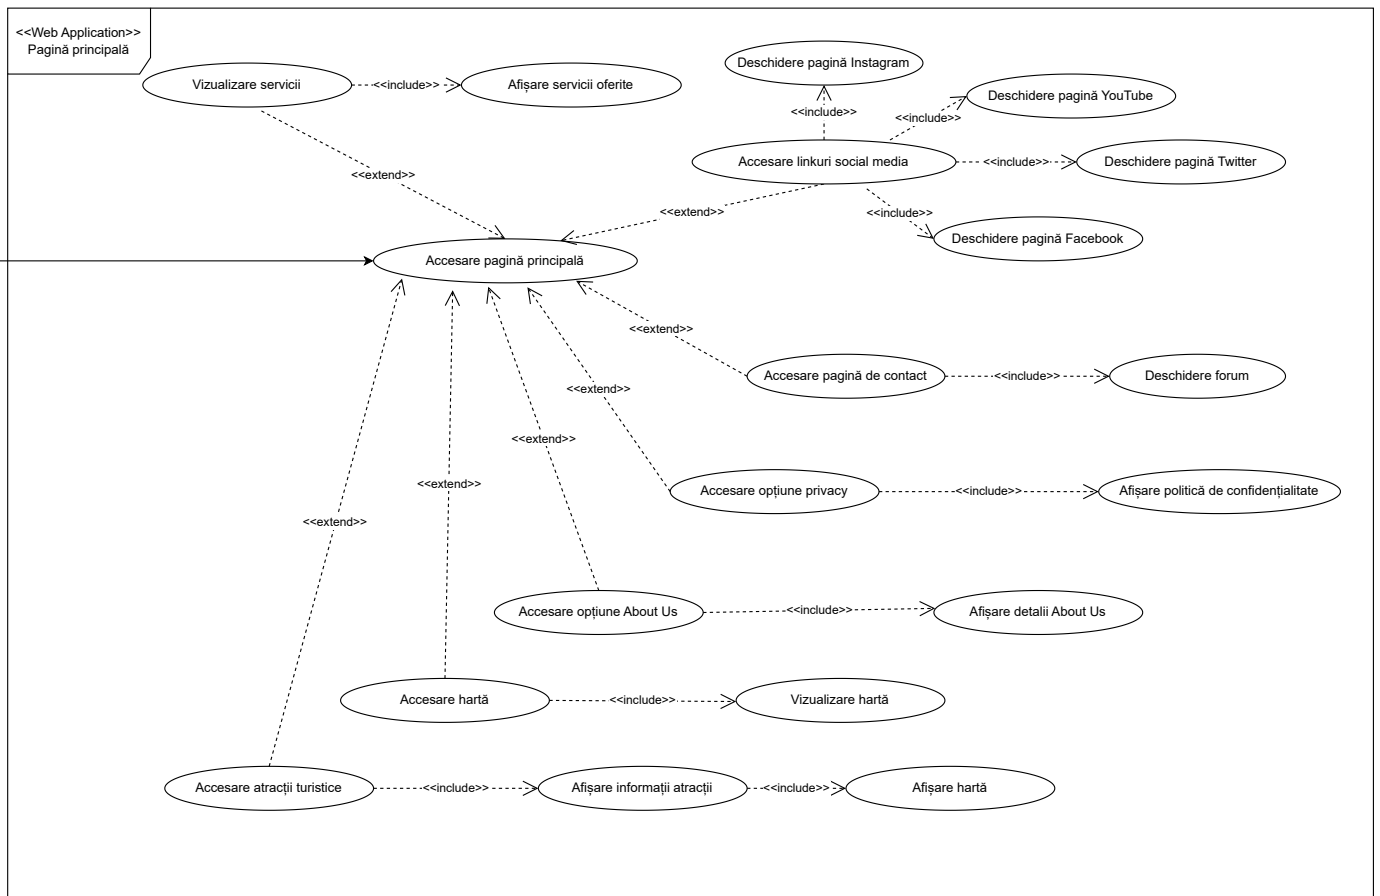 <<Web Application>>
Pagină principală
Vizualizare servicii
<<include>>
Afișare servicii oferite
Deschidere pagină Instagram
<<include>>
Deschidere pagină YouTube
<<include>>
Accesare linkuri social media
<<include>>
Deschidere pagină Twitter
<<extend>>
<<extend>>
<<include>>
Deschidere pagină Facebook
Accesare pagină principală
<<extend>>
Accesare pagină de contact
<<include>>
Deschidere forum
<<extend>>
<<extend>>
<<extend>>
Accesare opțiune privacy
<<include>>
Afișare politică de confidențialitate
<<extend>>
Accesare opțiune About Us
<<include>>
Afișare detalii About Us
Accesare hartă
<<include>>
Vizualizare hartă
Accesare atracții turistice
<<include>>
Afișare informații atracții
<<include>>
Afișare hartă